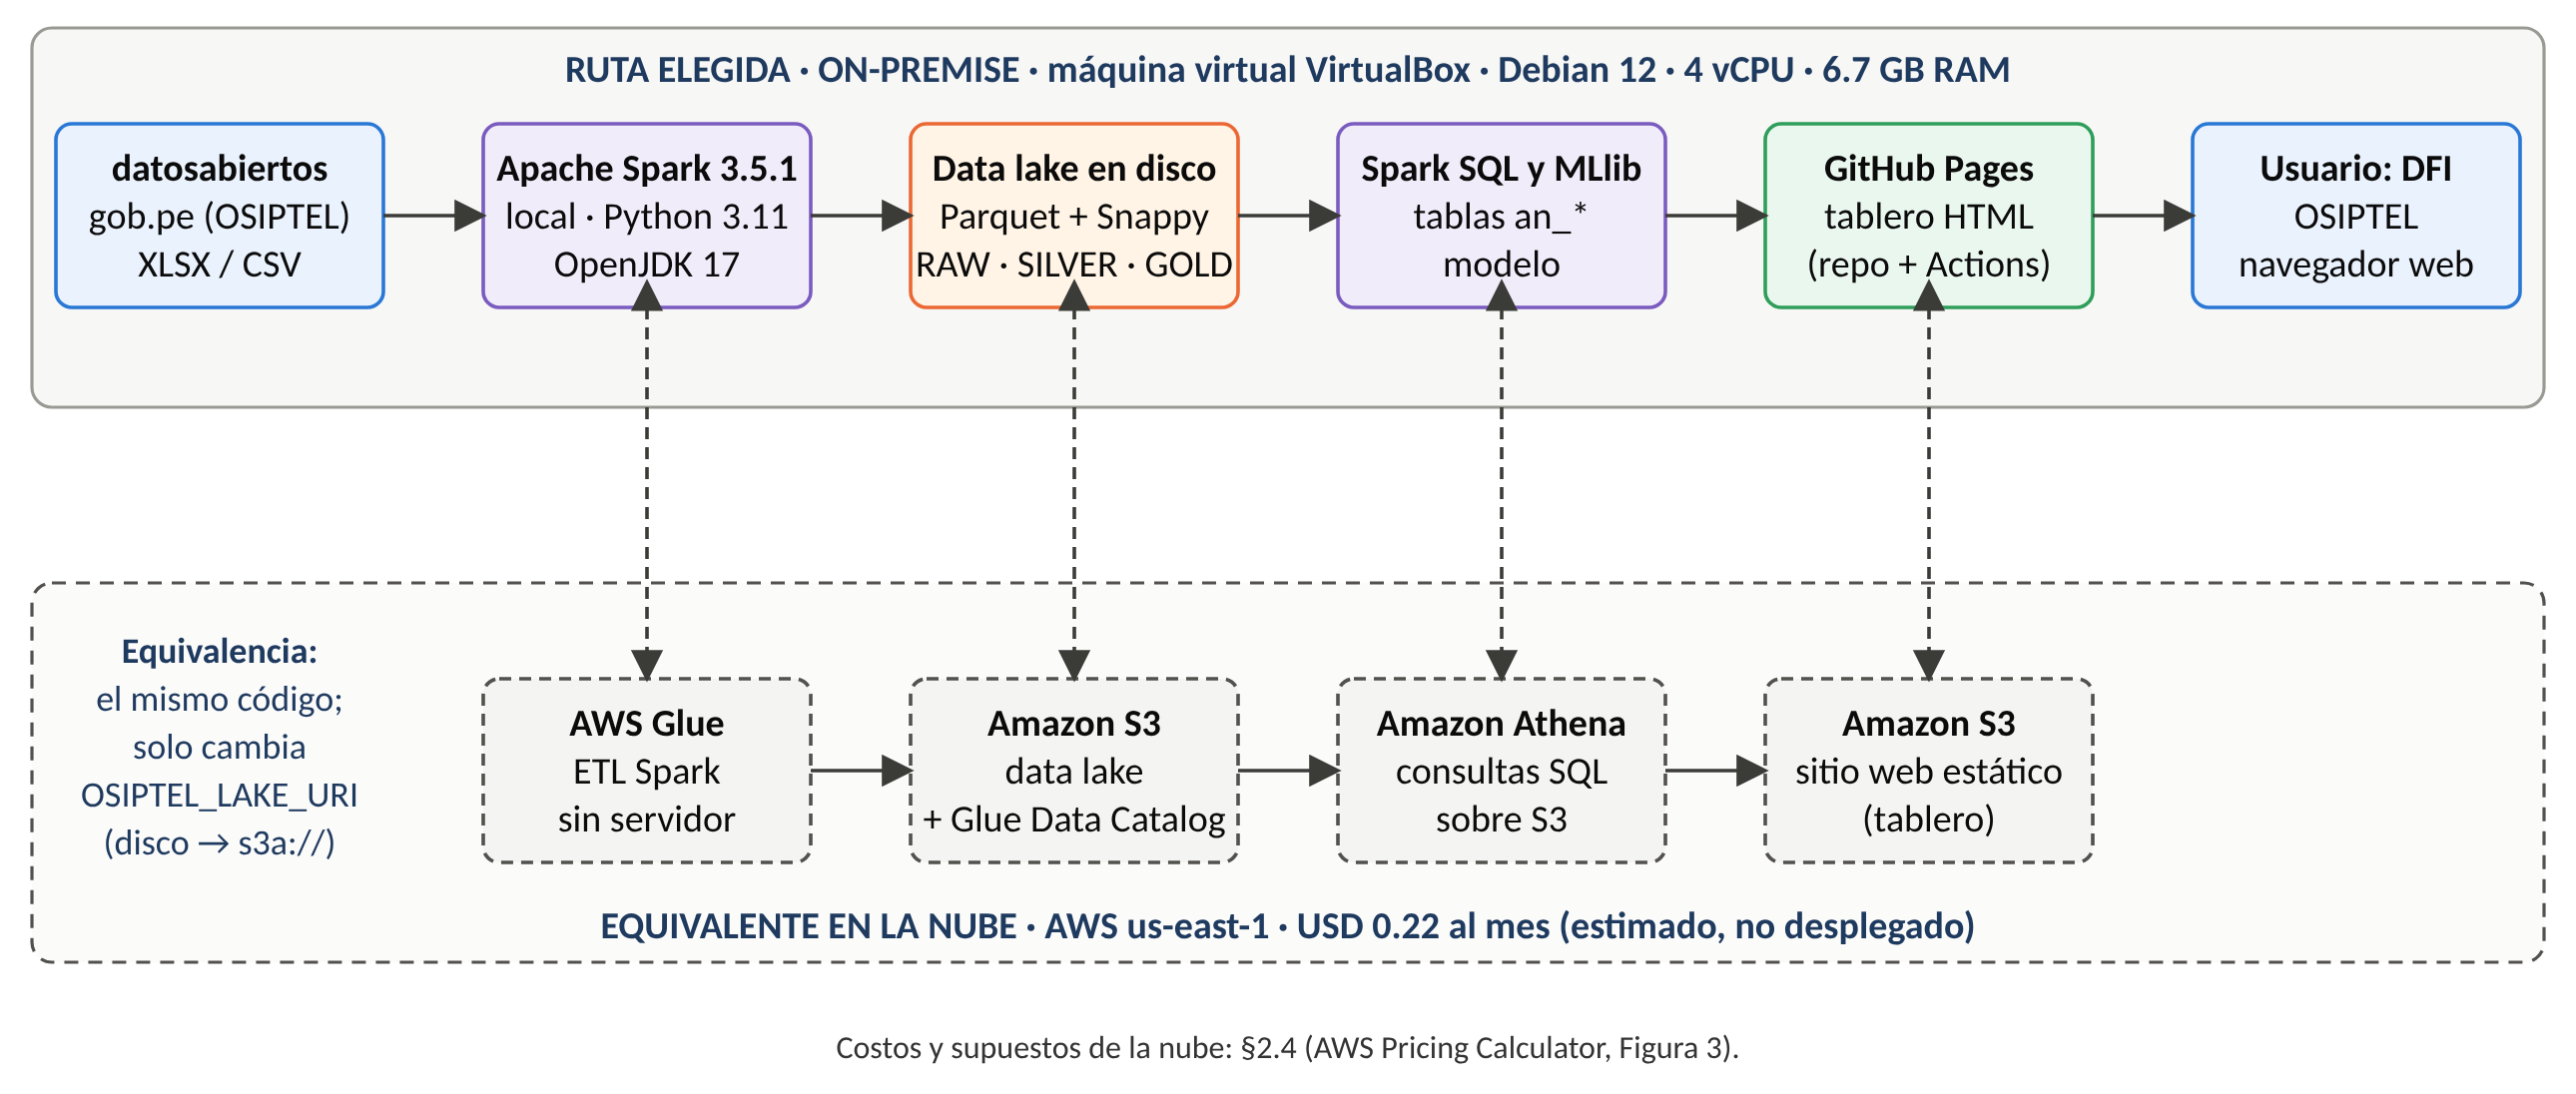 RUTA ELEGIDA · ON-PREMISE · máquina virtual VirtualBox · Debian 12 · 4 vCPU · 6.7 GB RAM
datosabiertos
gob.pe (OSIPTEL)
XLSX / CSV
Apache Spark 3.5.1
local · Python 3.11
OpenJDK 17
Data lake en disco
Parquet + Snappy
RAW · SILVER · GOLD
Spark SQL y MLlib
tablas an_*
modelo
GitHub Pages
tablero HTML
(repo + Actions)
Usuario: DFI
OSIPTEL
navegador web
Equivalencia:
el mismo código;
solo cambia
OSIPTEL_LAKE_URI
(disco → s3a://)
AWS Glue
ETL Spark
sin servidor
Amazon S3
data lake
+ Glue Data Catalog
Amazon Athena
consultas SQL
sobre S3
Amazon S3
sitio web estático
(tablero)
EQUIVALENTE EN LA NUBE · AWS us-east-1 · USD 0.22 al mes (estimado, no desplegado)
Costos y supuestos de la nube: §2.4 (AWS Pricing Calculator, Figura 3).